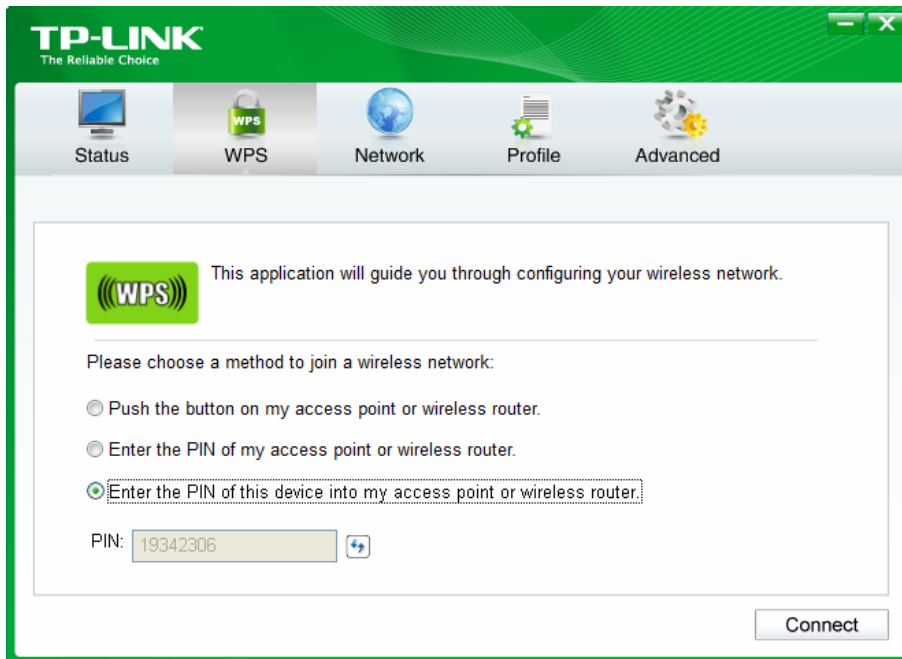 TP-LINK
The Reliable Choice
Status
WPS
WPS
Network
Profile
Advanced
WPS
This application will guide you through configuring your wireless network.
Please choose a method to join a wireless network:
Push the button on my access point or wireless router.
Enter the PIN of my access point or wireless router.
Enter the PIN of this device into my access point or wireless router.
PIN: 19342306
Connect